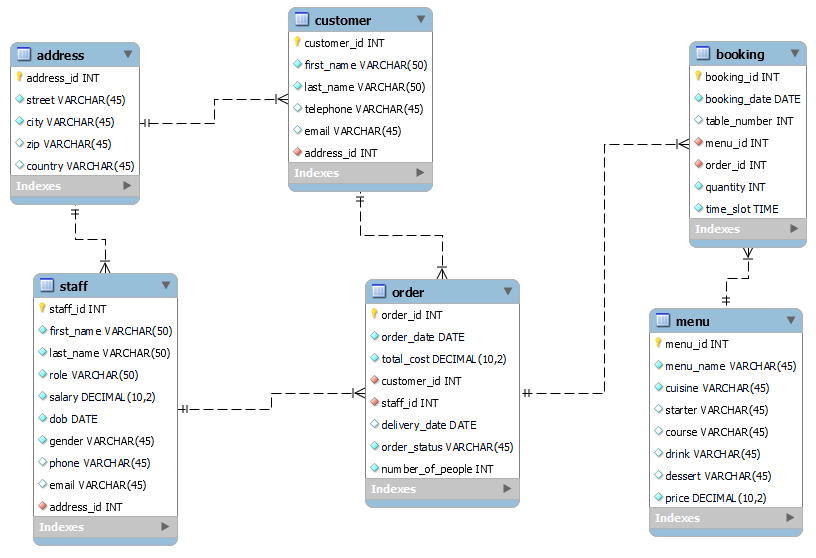 address
address_id INT
street VARCHAR(45)
city VARCHAR(45)
zip VARCHAR(45)
country VARCHAR(45)
Indexes
customer
customer_id INT
first_name VARCHAR(50)
last_name VARCHAR(50)
telephone VARCHAR(45)
email VARCHAR(45)
address_id INT
Indexes
booking
booking_id INT
booking_date DATE
table_number INT
menu_id INT
order_id INT
quantity INT
time_slot TIME
Indexes
staff
staff_id INT
first_name VARCHAR(50)
last_name VARCHAR(50)
role VARCHAR(50)
salary DECIMAL(10,2)
dob DATE
gender VARCHAR(45)
phone VARCHAR(45)
email VARCHAR(45)
address_id INT
Indexes
order
order_id INT
order_date DATE
total_cost DECIMAL(10,2)
customer_id INT
staff_id INT
delivery_date DATE
order_status VARCHAR(45)
number_of_people INT
Indexes
menu
menu_id INT
menu_name VARCHAR(45)
cuisine VARCHAR(45)
starter VARCHAR(45)
course VARCHAR(45)
drink VARCHAR(45)
dessert VARCHAR(45)
price DECIMAL(10,2)
Indexes